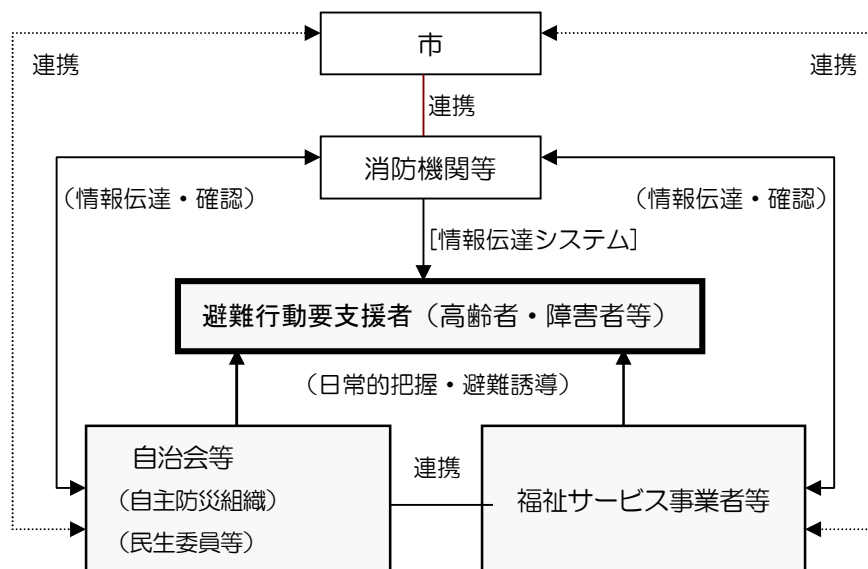 市
連携
連携
連携
消防機関等
（情報伝達・確認）
（情報伝達・確認）
[情報伝達システム]
避難行動要支援者（高齢者・障害者等）
（日常的把握・避難誘導）
自治会等
（自主防災組織）
（民生委員等）
連携
福祉サービス事業者等